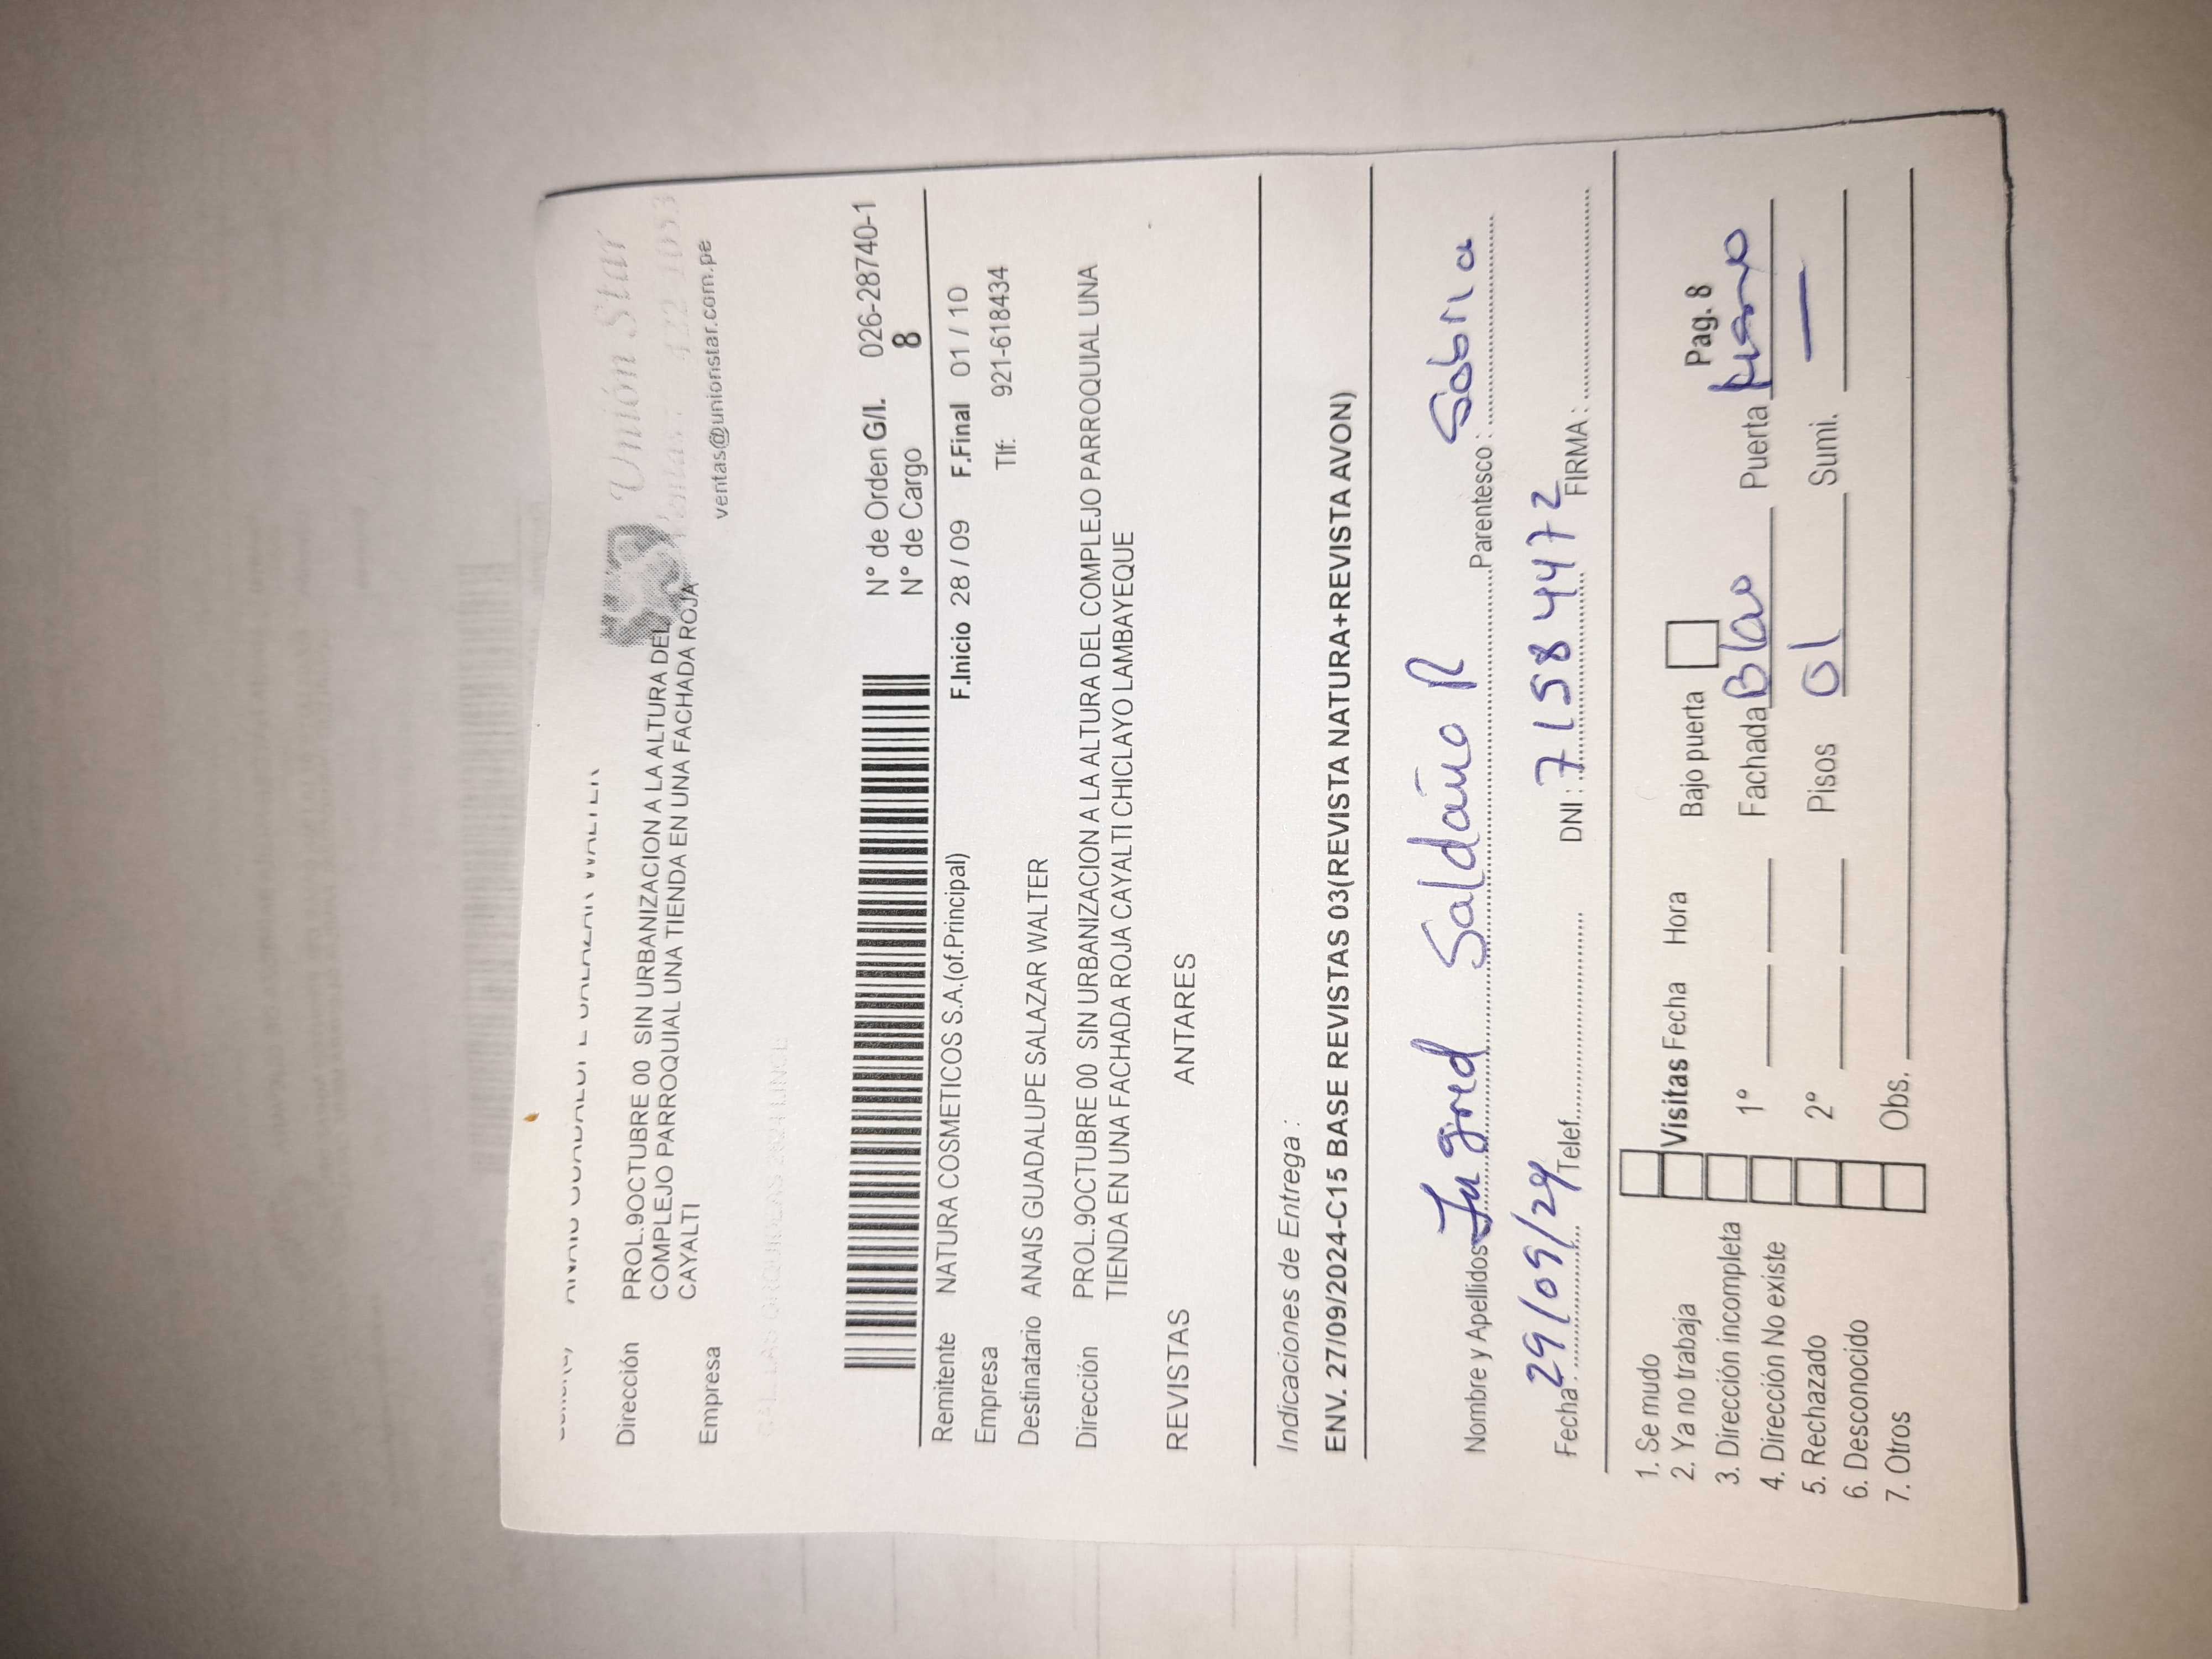 Unión Star
ventas@unionstar.com.pe
Dirección PROL.9OCTUBRE 00 SIN URBANIZACION A LA ALTURA DEL
COMPLEJO PARROQUIAL UNA TIENDA EN UNA FACHADA ROJA
CAYALTI
Empresa
N° de Orden G/I. 026-28740-1
N° de Cargo 8
Remitente NATURA COSMETICOS S.A.(of.Principal) F.Inicio 28 / 09 F.Final 01 / 10
Empresa Tlf: 921-618434
Destinatario ANAIS GUADALUPE SALAZAR WALTER
Dirección PROL.9OCTUBRE 00 SIN URBANIZACION A LA ALTURA DEL COMPLEJO PARROQUIAL UNA
TIENDA EN UNA FACHADA ROJA CAYALTI CHICLAYO LAMBAYEQUE
REVISTAS ANTARES
Indicaciones de Entrega :
ENV. 27/09/2024-C15 BASE REVISTAS 03(REVISTA NATURA+REVISTA AVON)
Nombre y Apellidos Ingrid Saldaña R Parentesco :
Fecha : 29/09/24 Telef. DNI : 71584472 FIRMA :
1. Se mudo
2. Ya no trabaja Visitas Fecha Hora Bajo puerta Pag. 8
3. Dirección incompleta 1° Fachada Puerta
4. Dirección No existe
5. Rechazado 2° Pisos 01 Sumi. —
6. Desconocido
7. Otros Obs.